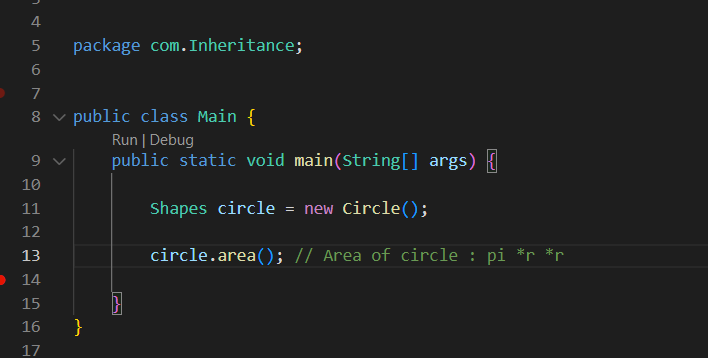 4
5 package com.Inheritance;
6
7
8 public class Main {
Run | Debug
9 public static void main(String[] args) {
10
11 Shapes circle = new Circle();
12
13 circle.area(); // Area of circle : pi *r *r
14
15 }
16 }
17